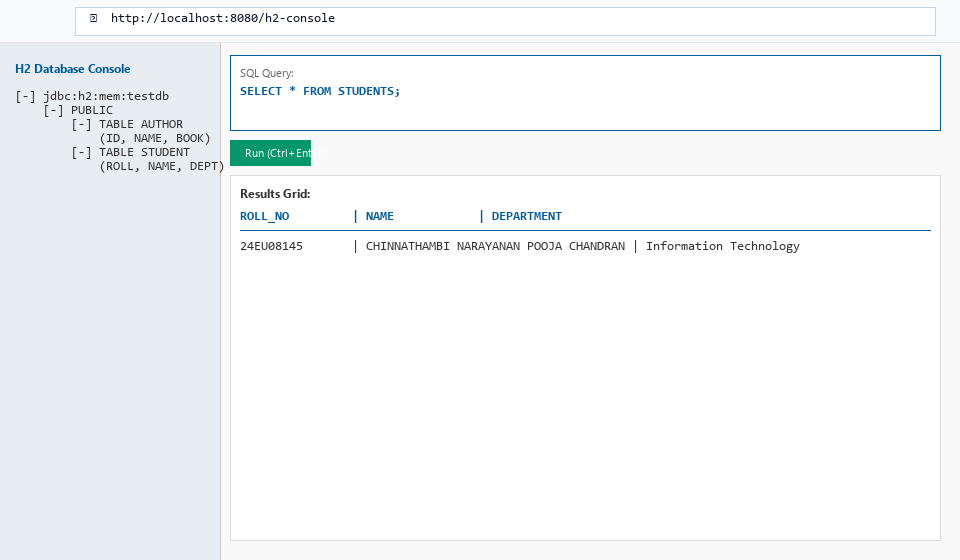 http://localhost:8080/h2-console
H2 Database Console
[-] jdbc:h2:mem:testdb
[-] PUBLIC
[-] TABLE AUTHOR
(ID, NAME, BOOK)
[-] TABLE STUDENT
(ROLL, NAME, DEPT)
SQL Query:
SELECT * FROM STUDENTS;
Run (Ctrl+Ent
Results Grid:
ROLL_NO | NAME | DEPARTMENT
24EU08145 | CHINNATHAMBI NARAYANAN POOJA CHANDRAN | Information Technology